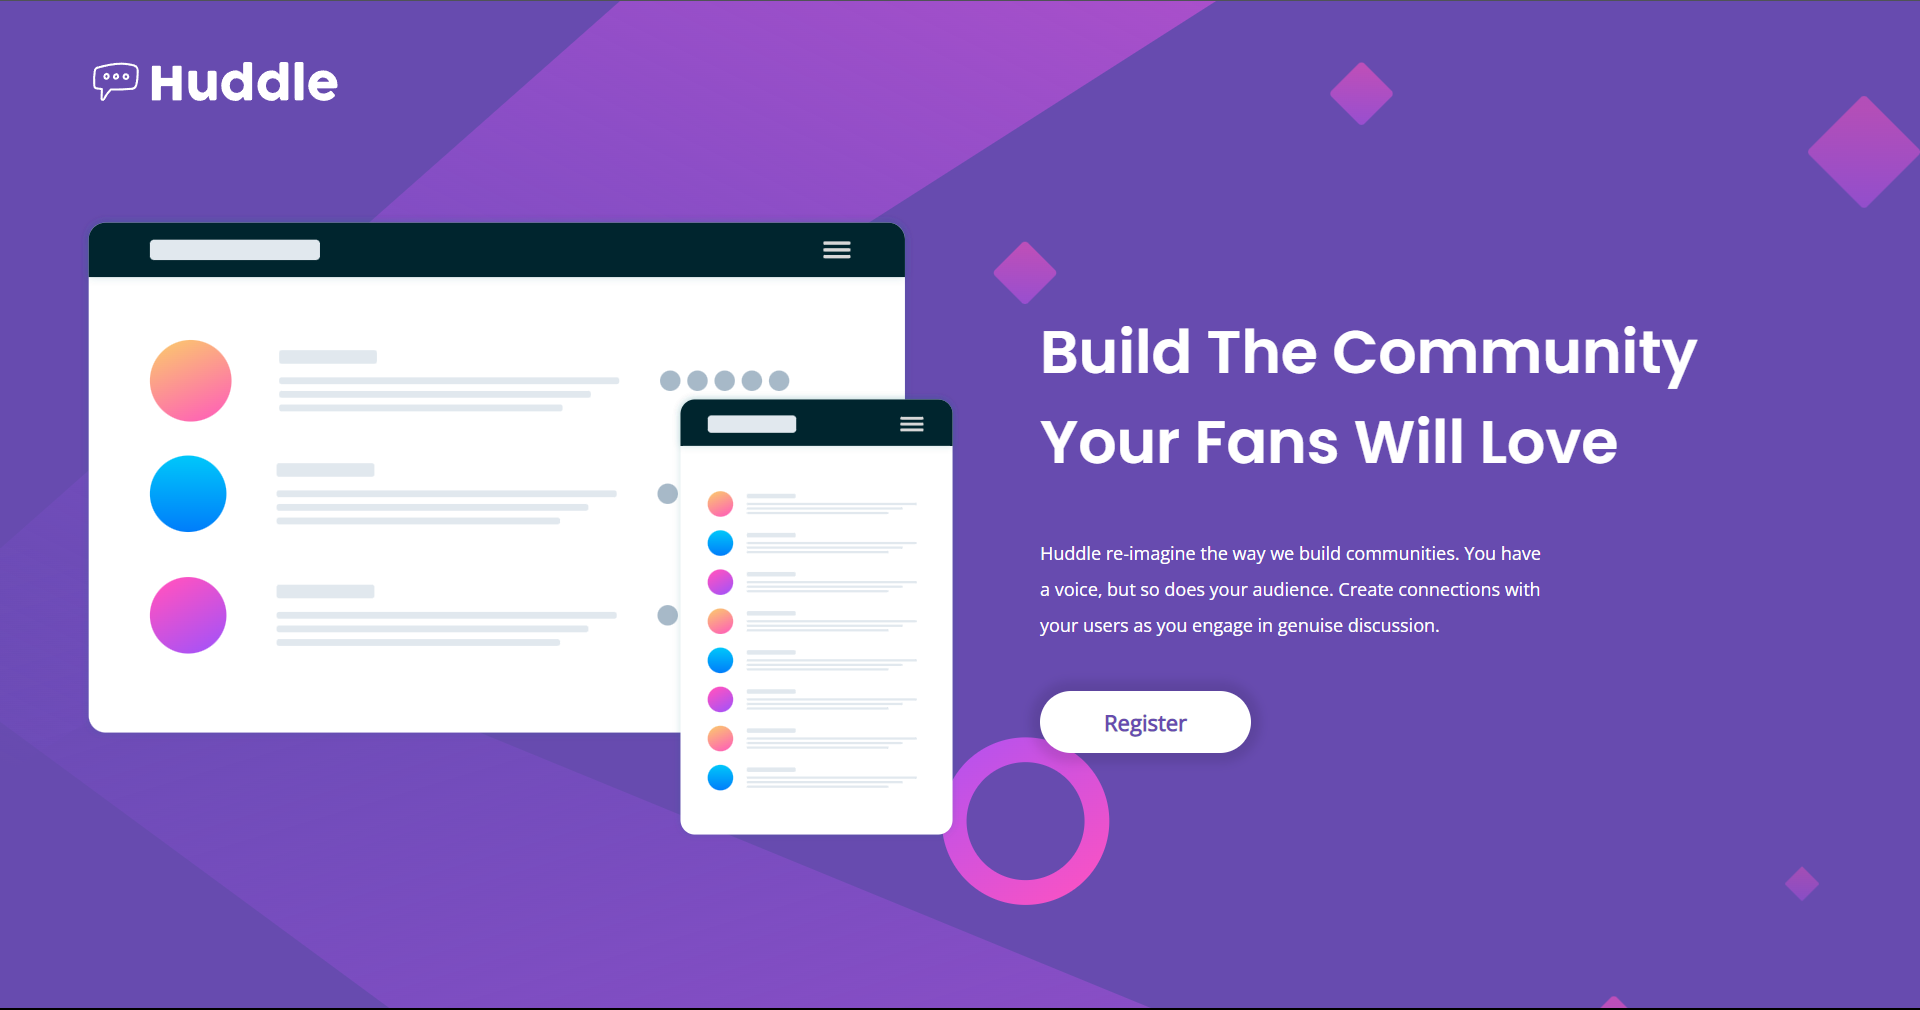 Huddle
Build The Community
Your Fans Will Love
Huddle re-imagine the way we build communities. You have
a voice, but so does your audience. Create connections with
your users as you engage in genuise discussion.
Register